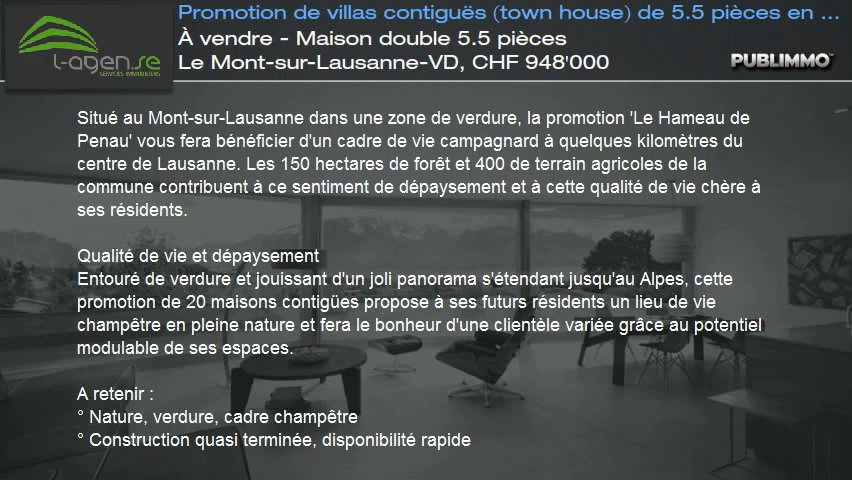 Promotion de villas contiguës (town house) de 5.5 pièces en ...
À vendre - Maison double 5.5 pièces
Le Mont-sur-Lausanne-VD, CHF 948'000
l-agen.se
SERVICES IMMOBILIERS
PUBLIMMO
Situé au Mont-sur-Lausanne dans une zone de verdure, la promotion 'Le Hameau de
Penau' vous fera bénéficier d'un cadre de vie campagnard à quelques kilomètres du
centre de Lausanne. Les 150 hectares de forêt et 400 de terrain agricoles de la
commune contribuent à ce sentiment de dépaysement et à cette qualité de vie chère à
ses résidents.
Qualité de vie et dépaysement
Entouré de verdure et jouissant d'un joli panorama s'étendant jusqu'au Alpes, cette
promotion de 20 maisons contigües propose à ses futurs résidents un lieu de vie
champêtre en pleine nature et fera le bonheur d'une clientèle variée grâce au potentiel
modulable de ses espaces.
A retenir :
° Nature, verdure, cadre champêtre
° Construction quasi terminée, disponibilité rapide